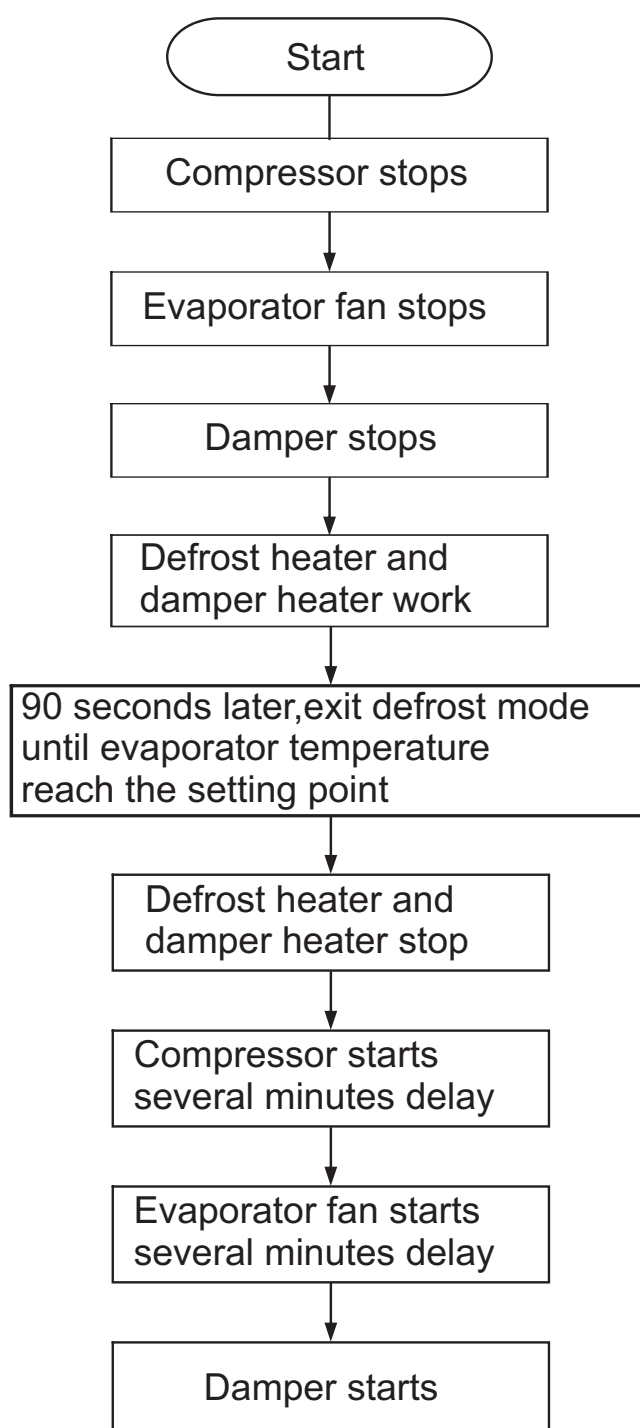 Start
Compressor stops
Evaporator fan stops
Damper stops
Defrost heater and
damper heater work
90 seconds later,exit defrost mode
until evaporator temperature
reach the setting point
Defrost heater and
damper heater stop
Compressor starts
several minutes delay
Evaporator fan starts
several minutes delay
Damper starts